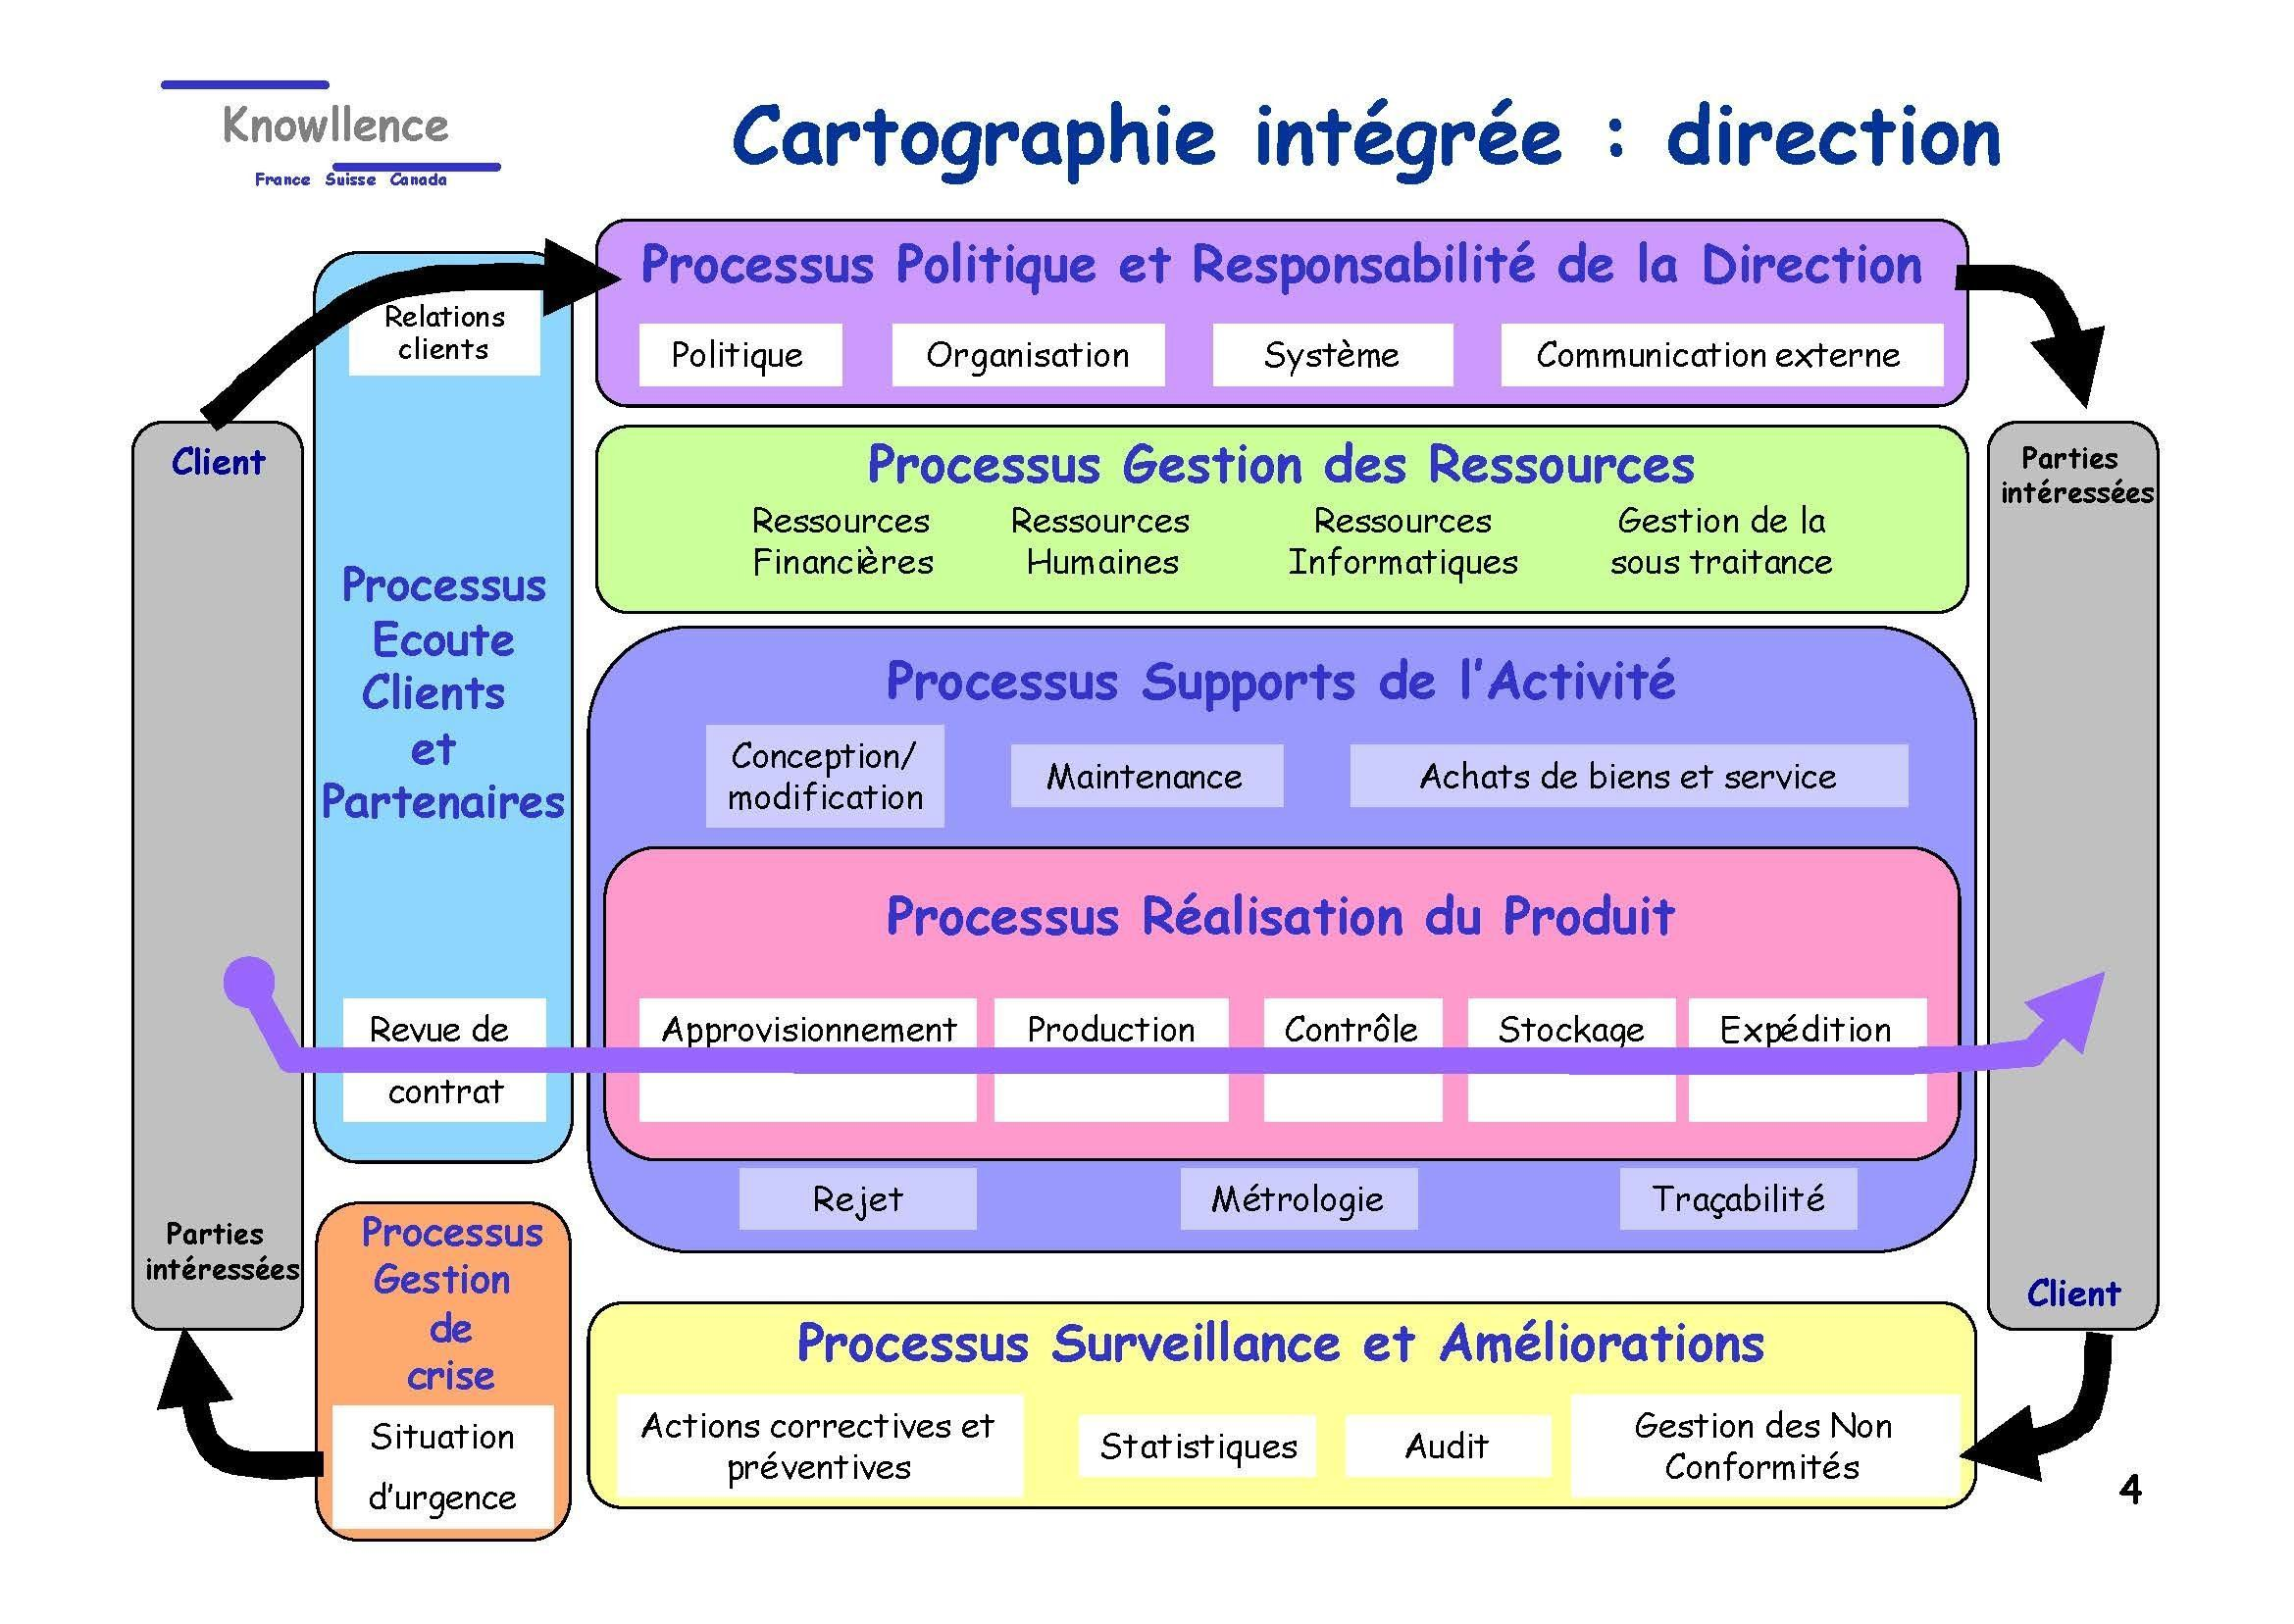 Knowllence
France Suisse Canada
Cartographie intégrée : direction
Processus Politique et Responsabilité de la Direction
Politique
Organisation
Système
Communication externe
Relations
clients
Client
Processus
Ecoute
Clients
et
Partenaires
Revue de
contrat
Parties
intéressées
Processus Gestion des Ressources
Ressources
Financières
Ressources
Humaines
Ressources
Informatiques
Gestion de la
sous traitance
Processus Supports de l’Activité
Conception/
modification
Maintenance
Achats de biens et service
Processus Réalisation du Produit
Approvisionnement
Production
Contrôle
Stockage
Expédition
Rejet
Métrologie
Traçabilité
Parties
intéressées
Client
Processus
Gestion
de
crise
Situation
d’urgence
Processus Surveillance et Améliorations
Actions correctives et
préventives
Statistiques
Audit
Gestion des Non
Conformités
4